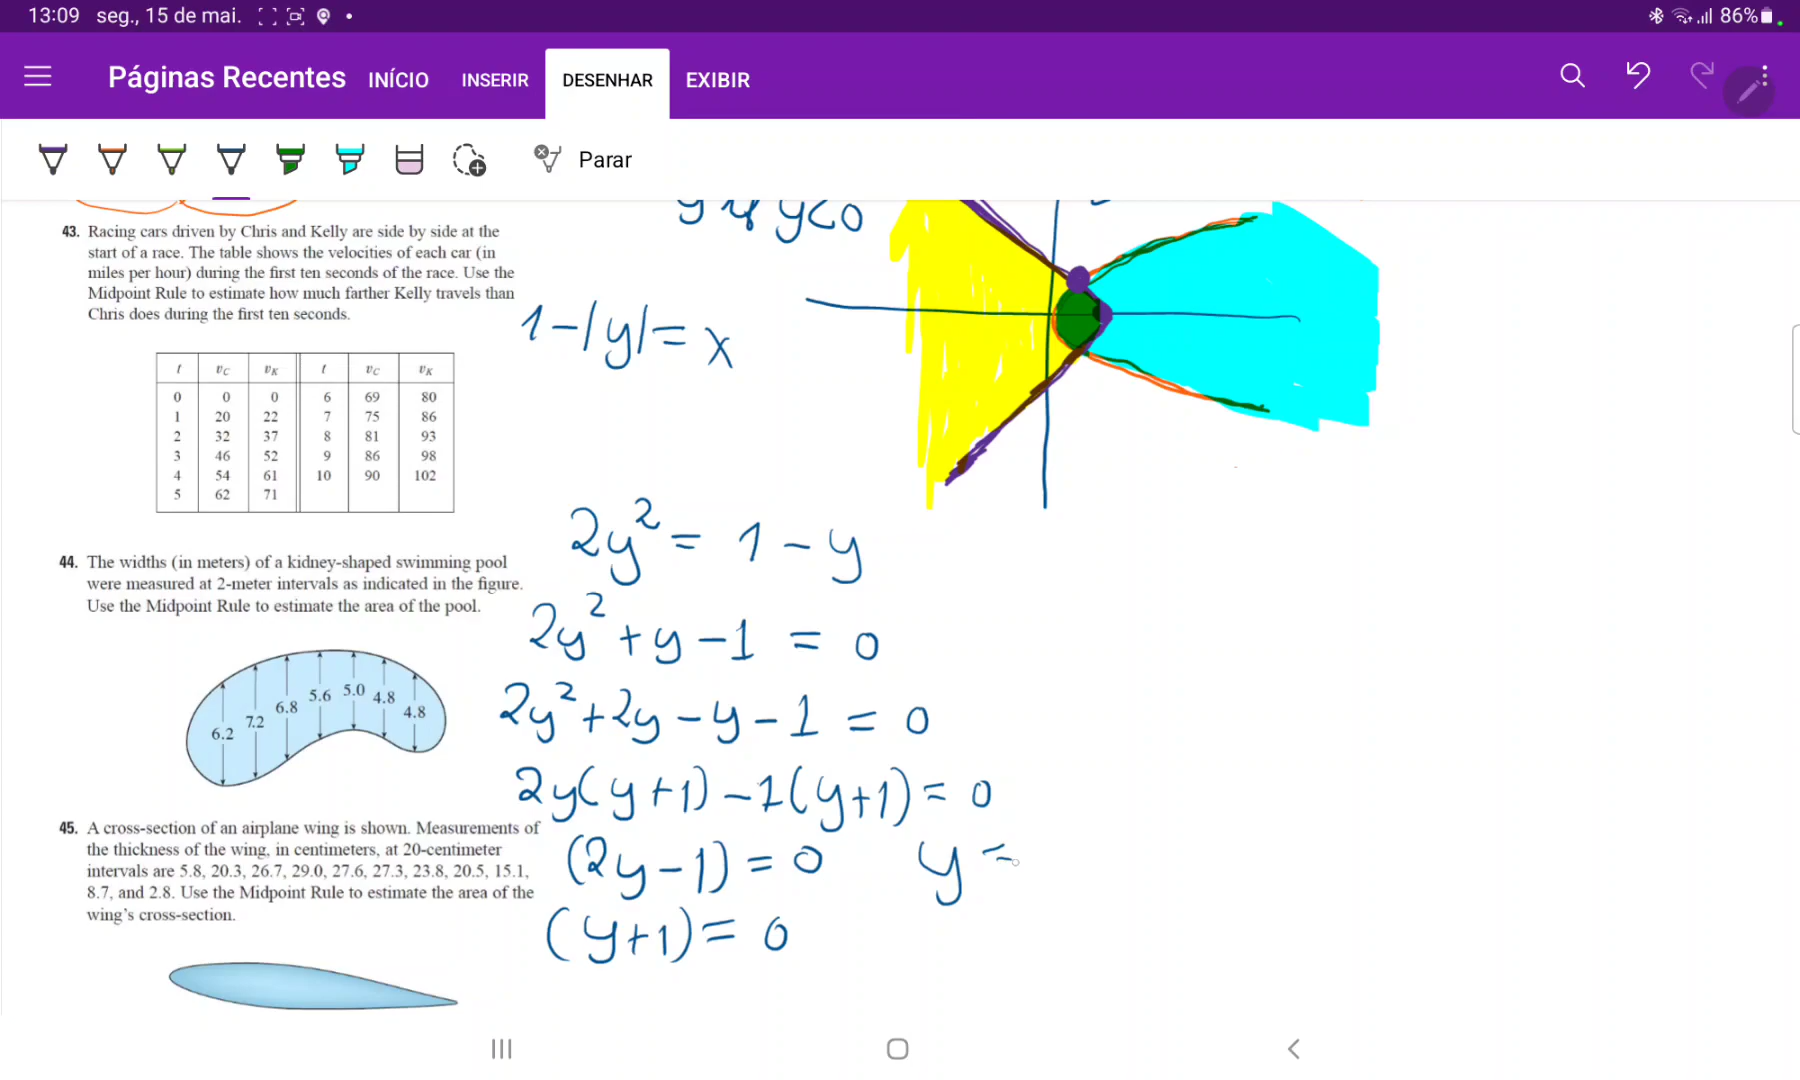 13:09 seg., 15 de mai. 86%
Páginas Recentes INÍCIO INSERIR DESENHAR EXIBIR
Parar
43. Racing cars driven by Chris and Kelly are side by side at the
start of a race. The table shows the velocities of each car (in
miles per hour) during the first ten seconds of the race. Use the
Midpoint Rule to estimate how much farther Kelly travels than
Chris does during the first ten seconds.
t v_C v_K t v_C v_K
0 0 0 6 69 80
1 20 22 7 75 86
2 32 37 8 81 93
3 46 52 9 86 98
4 54 61 10 90 102
5 62 71
44. The widths (in meters) of a kidney-shaped swimming pool
were measured at 2-meter intervals as indicated in the figure.
Use the Midpoint Rule to estimate the area of the pool.
6.2 7.2 6.8 5.6 5.0 4.8 4.8
45. A cross-section of an airplane wing is shown. Measurements of
the thickness of the wing, in centimeters, at 20-centimeter
intervals are 5.8, 20.3, 26.7, 29.0, 27.6, 27.3, 23.8, 20.5, 15.1,
8.7, and 2.8. Use the Midpoint Rule to estimate the area of the
wing's cross-section.
y if y<0
1-|y|= x
2y² = 1 - y
2y² + y - 1 = 0
2y² + 2y - y - 1 = 0
2y(y+1) - 1(y+1) = 0
(2y-1) = 0 y =
(y+1) = 0